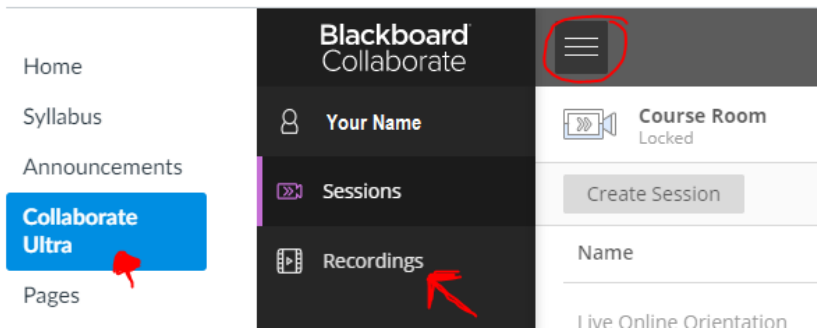 Home
Syllabus
Announcements
Collaborate
Ultra
Pages
Blackboard
Collaborate
Your Name
Sessions
Recordings
Course Room
Locked
Create Session
Name
Live Online Orientation